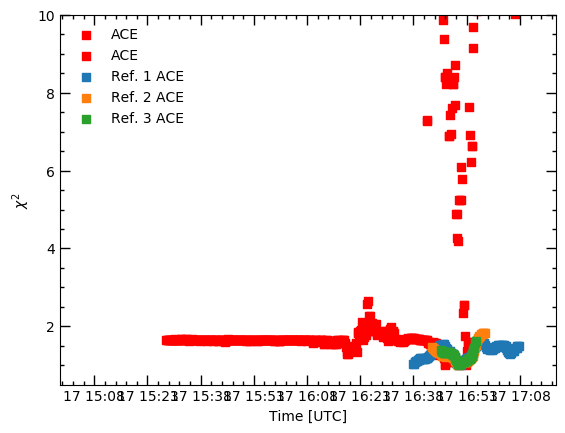 10
8
6
4
2
χ²
ACE
ACE
Ref. 1 ACE
Ref. 2 ACE
Ref. 3 ACE
17 15:08 17 15:23 17 15:38 17 15:53 17 16:08 17 16:23 17 16:38 17 16:53 17 17:08
Time [UTC]